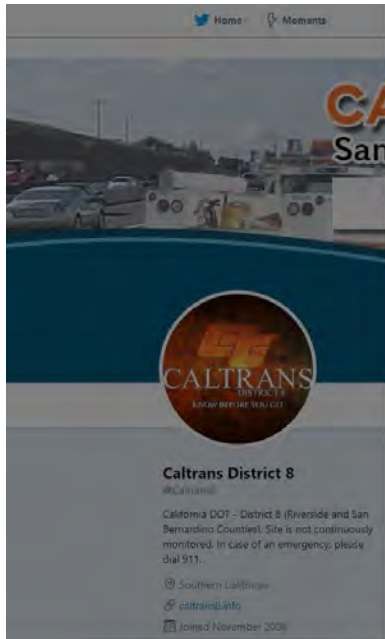 Home Moments
CA
San
CALTRANS
DISTRICT 8
KNOW BEFORE YOU GO
Caltrans District 8
@Caltrans8
California DOT - District 8 (Riverside and San
Bernardino Counties). Site is not continuously
monitored. In case of an emergency, please
dial 911.
Southern California
Joined November 2008